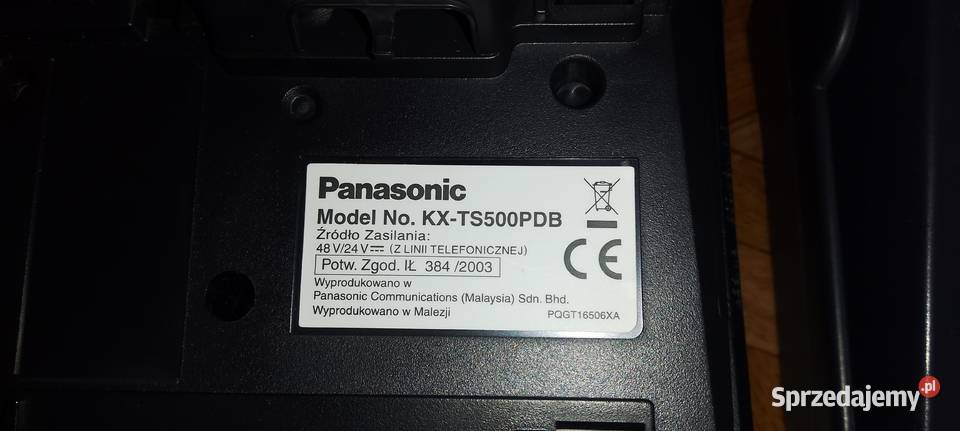 Panasonic
Model No. KX-TS500PDB
Źródło Zasilania:
48 V/24 V⎓ (Z LINII TELEFONICZNEJ)
Potw. Zgod. IŁ 384 /2003
Wyprodukowano w
Panasonic Communications (Malaysia) Sdn. Bhd.
Wyprodukowano w Malezji
PQGT16506XA
CE
Sprzedajemy.pl